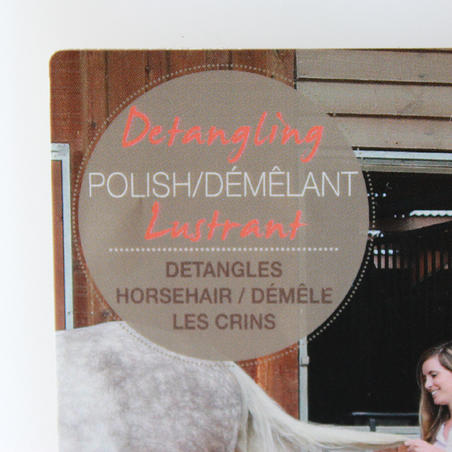 Detangling
POLISH/DÉMÊLANT
Lustrant
DETANGLES
HORSEHAIR / DÉMÊLE
LES CRINS